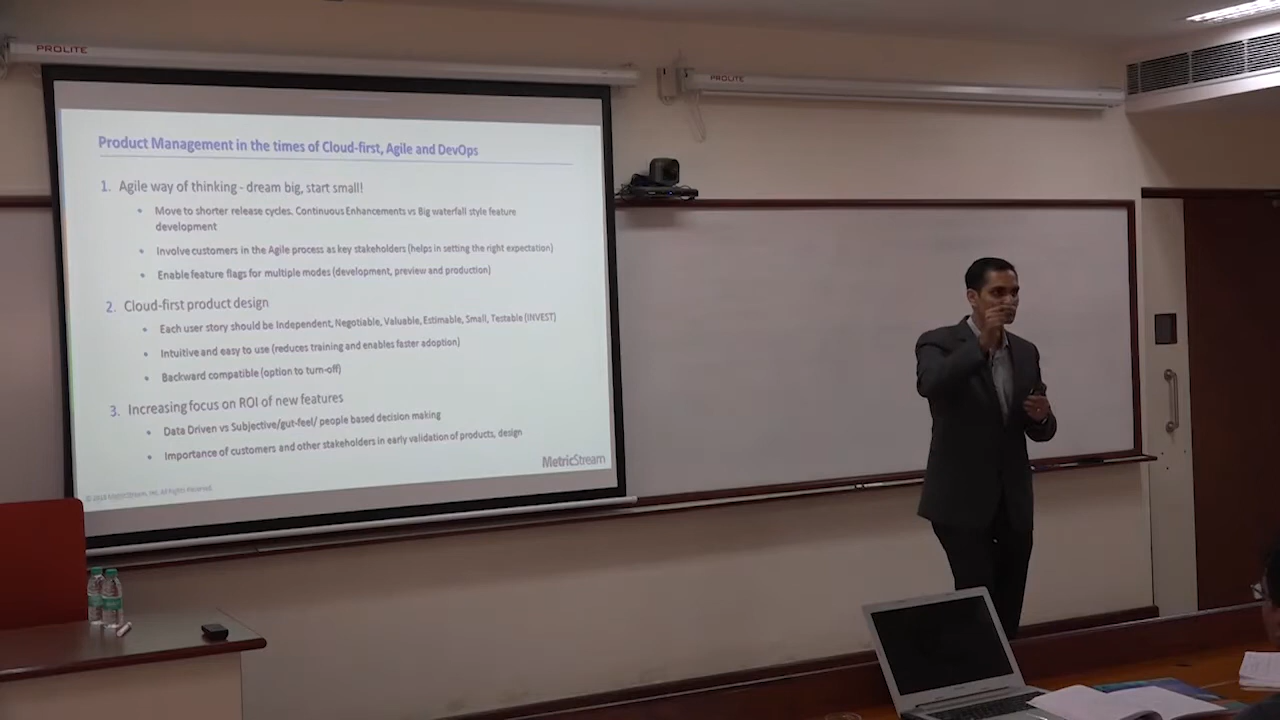 PROLITE
PROLITE
Product Management in the times of Cloud-first, Agile and DevOps
1. Agile way of thinking - dream big, start small!
• Move to shorter release cycles. Continuous Enhancements vs Big waterfall style feature
development
• Involve customers in the Agile process as key stakeholders (helps in setting the right expectation)
• Enable feature flags for multiple modes (development, preview and production)
2. Cloud-first product design
• Each user story should be Independent, Negotiable, Valuable, Estimable, Small, Testable (INVEST)
• Intuitive and easy to use (reduces training and enables faster adoption)
• Backward compatible (option to turn-off)
3. Increasing focus on ROI of new features
• Data Driven vs Subjective/gut-feel/ people based decision making
• Importance of customers and other stakeholders in early validation of products, design
MetricStream
MetricStream, Inc. All Rights Reserved.